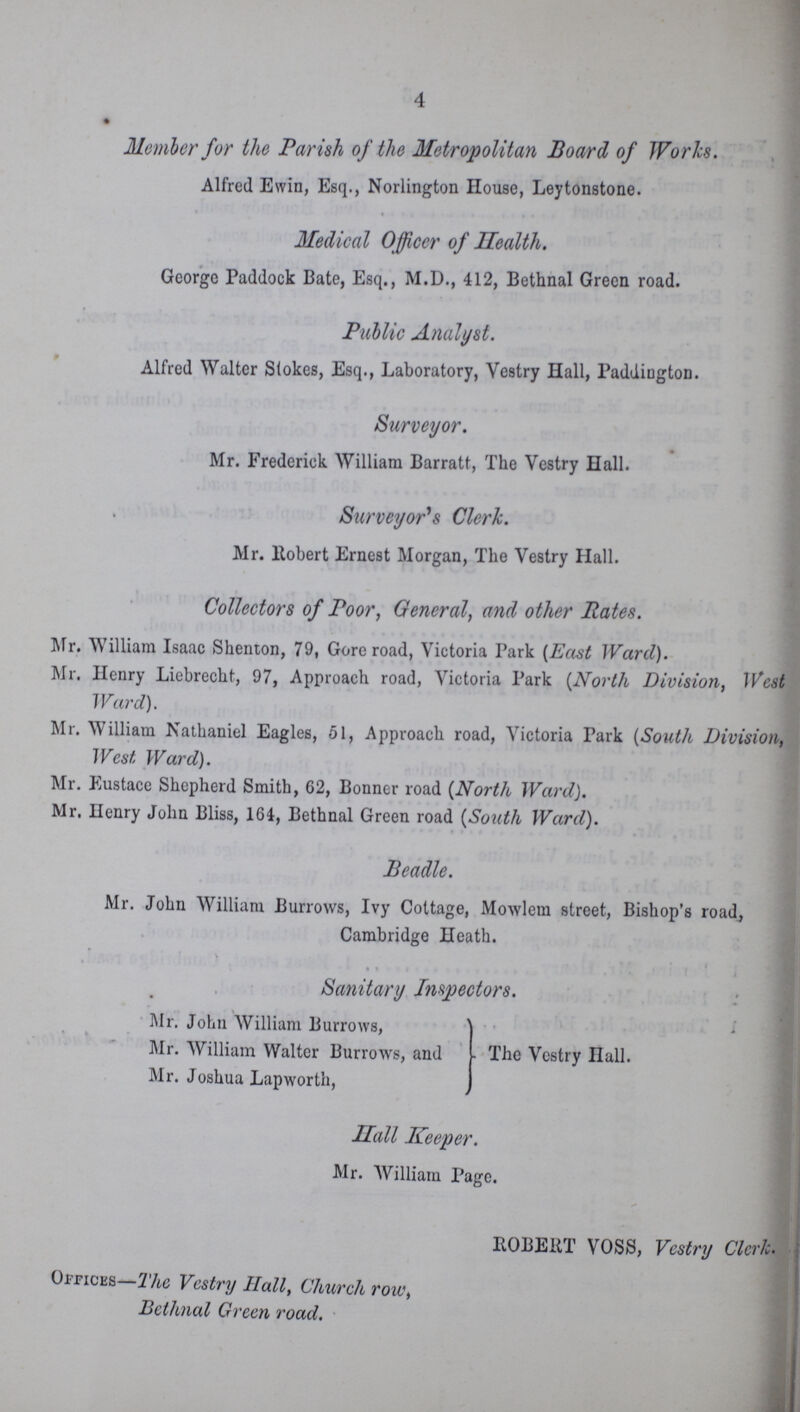 4
Member for the Parish of the Metropolitan Board of Works.
Alfred Ewin, Esq., Norlington House, Leytonstone.
Medical Officer of Health.
George Paddock Bate, Esq., M.D., 412, Bethnal Green road.
Public Analyst.
Alfred Walter Stokes, Esq., Laboratory, Vestry Hall, Paddington.
Surveyor.
Mr. Frederick William Barratt, The Vestry Hall.
Surveyor's Clerk.
Mr. Robert Ernest Morgan, The Vestry Hall.
Collectors of Poor, General, and other Rates.
Mr. William Isaac Shenton, 79, Gore road, Victoria Park (East Ward).
Mr. Henry Liebrecht, 97, Approach road, Victoria Park (North Division, West
Ward).
Mr. William Nathaniel Eagles, 51, Approach road, Victoria Park (South Division,
West Ward).
Mr. Eustace Shepherd Smith, 62, Bonner road (North Ward).
Mr. Henry John Bliss, 164, Bethnal Green road (South Ward).
Beadle.
Mr. John William Burrows, Ivy Cottage, Mowlem street, Bishop's road,
Cambridge Heath.
Sanitary Inspectors.
Mr. John William Burrows,
Mr. William Walter Burrows, and } The Vestry Hall.
Mr. Joshua Lapworth,
Hall Keeper.
Mr. William Page.
ROBERT VOSS, Vestry Clerk.
OFFICES—The Vestry Hall, Church row,
Bethnal Green road.